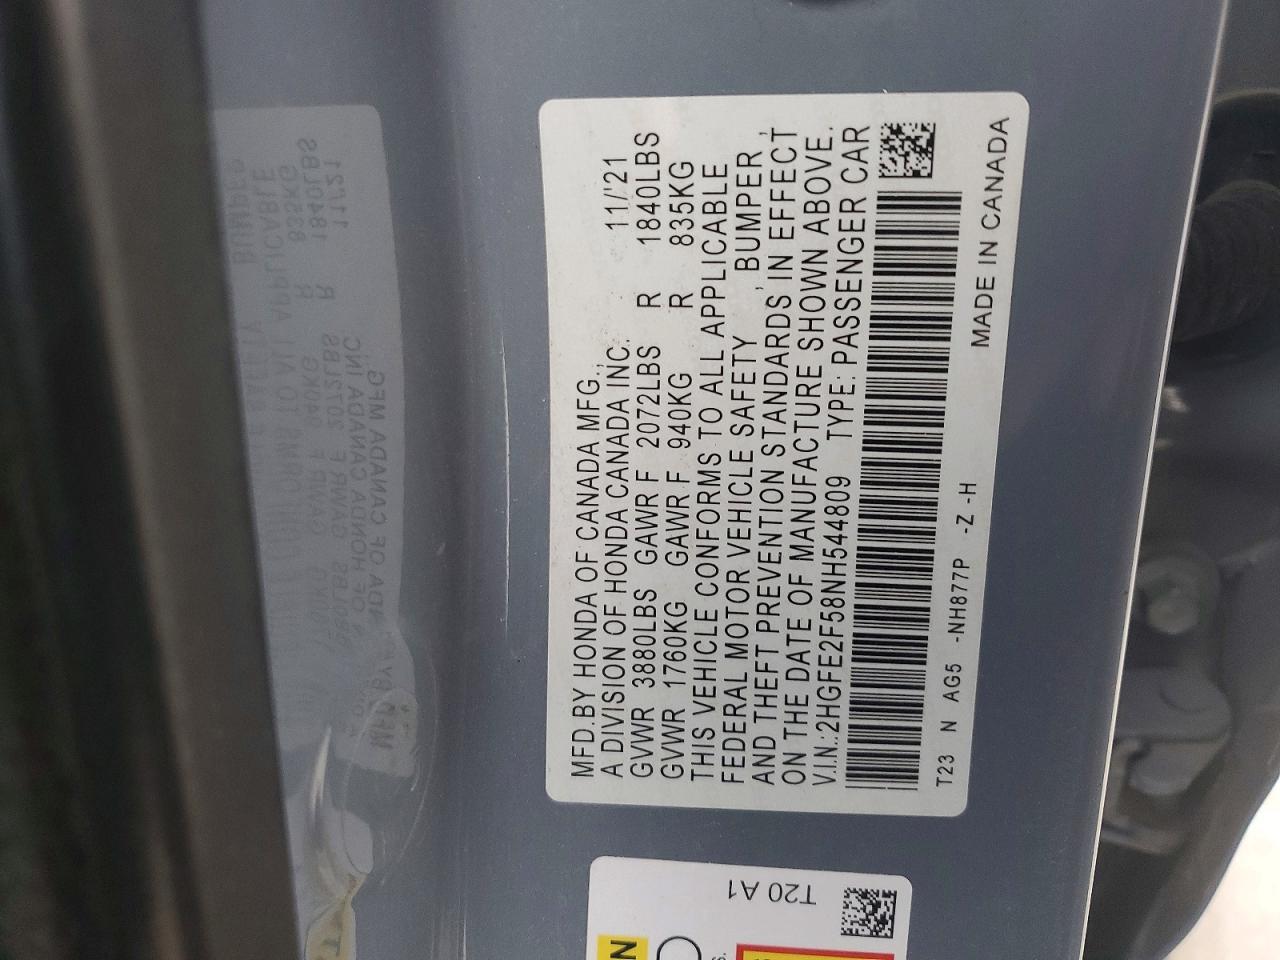 MFD.BY HONDA OF CANADA MFG.,
A DIVISION OF HONDA CANADA INC. 11/'21
GVWR 3880LBS GAWR F 2072LBS R 1840LBS
GVWR 1760KG GAWR F 940KG R 835KG
THIS VEHICLE CONFORMS TO ALL APPLICABLE
FEDERAL MOTOR VEHICLE SAFETY , BUMPER ,
AND THEFT PREVENTION STANDARDS IN EFFECT
ON THE DATE OF MANUFACTURE SHOWN ABOVE.
V.I.N.:2HGFE2F58NH544809 TYPE: PASSENGER CAR
T23 N AG5 -NH877P -Z -H
MADE IN CANADA
T20 A1